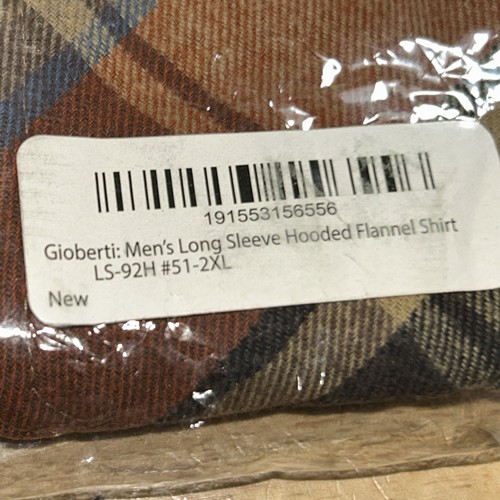 191553156556
Gioberti: Men's Long Sleeve Hooded Flannel Shirt
LS-92H #51-2XL
New